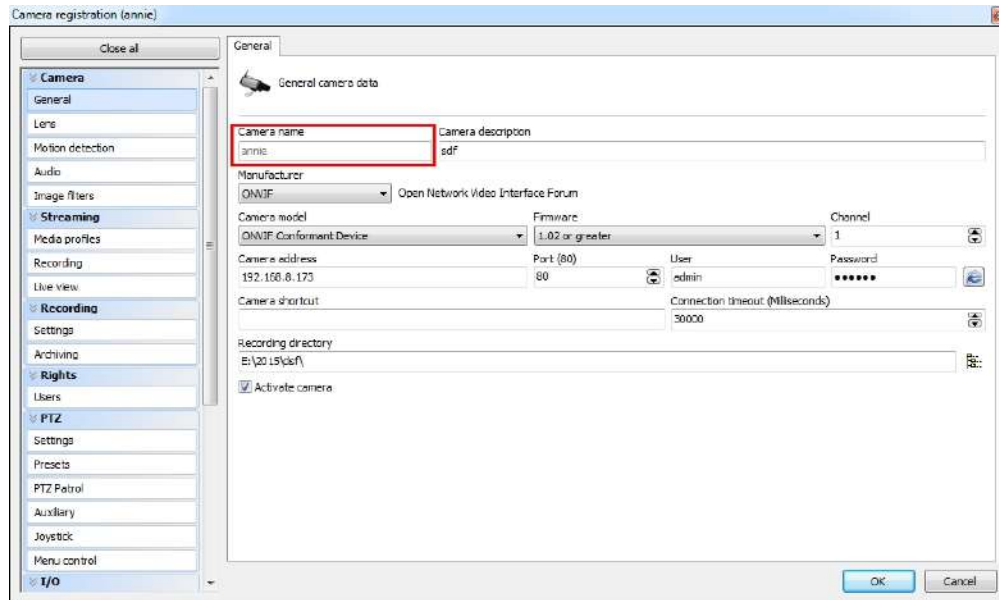 Camera registration (annie)
Close all
Camera
General
Lens
Motion detection
Audio
Image filters
Streaming
Media profiles
Recording
Live view
Recording
Settings
Archiving
Rights
Users
PTZ
Settings
Presets
PTZ Patrol
Auxiliary
Joystick
Menu control
I/O
General
General camera data
Camera name
Camera description
annie
sdf
Manufacturer
ONVIF
Open Network Video Interface Forum
Camera model
Firmware
Channel
ONVIF Conformant Device
1.02 or greater
1
Camera address
Port (80)
User
Password
192.168.8.173
80
admin
••••••
Camera shortcut
Connection timeout (Miliseconds)
30000
Recording directory
E:\2015\dsf\
Activate camera
OK
Cancel